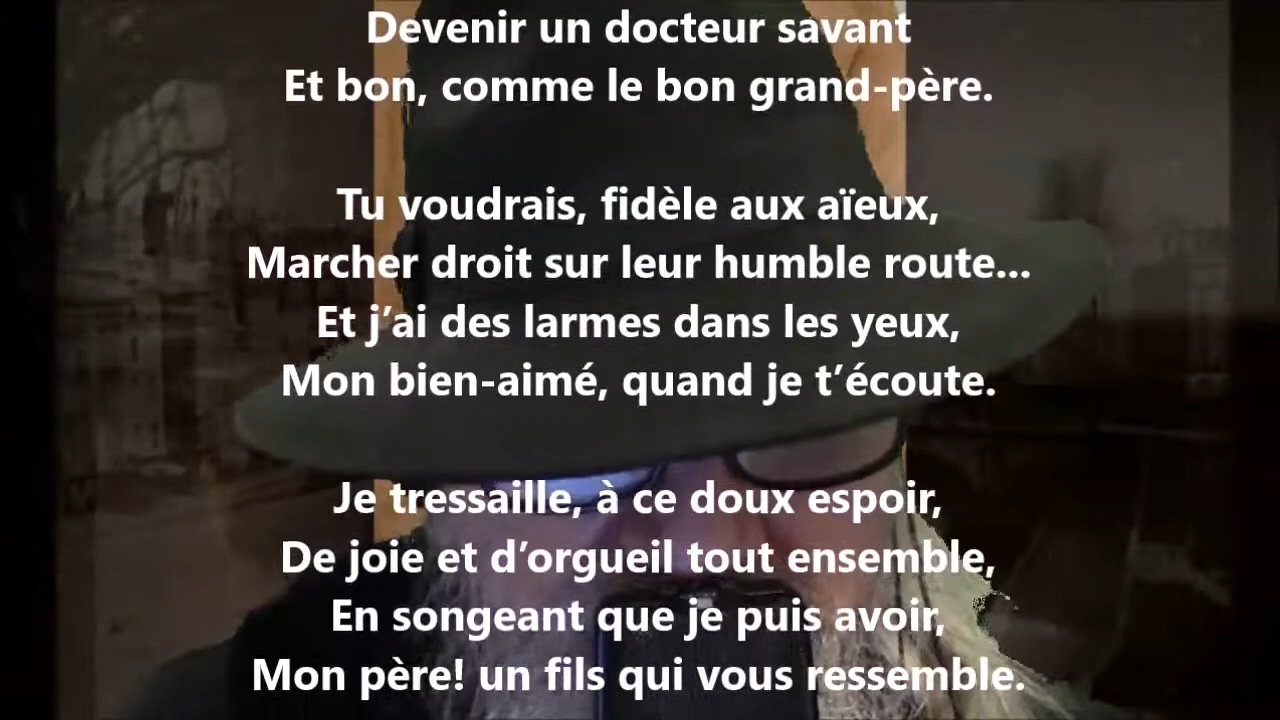 Devenir un docteur savant
Et bon, comme le bon grand-père.
Tu voudrais, fidèle aux aïeux,
Marcher droit sur leur humble route...
Et j’ai des larmes dans les yeux,
Mon bien-aimé, quand je t’écoute.
Je tressaille, à ce doux espoir,
De joie et d’orgueil tout ensemble,
En songeant que je puis avoir,
Mon père! un fils qui vous ressemble.